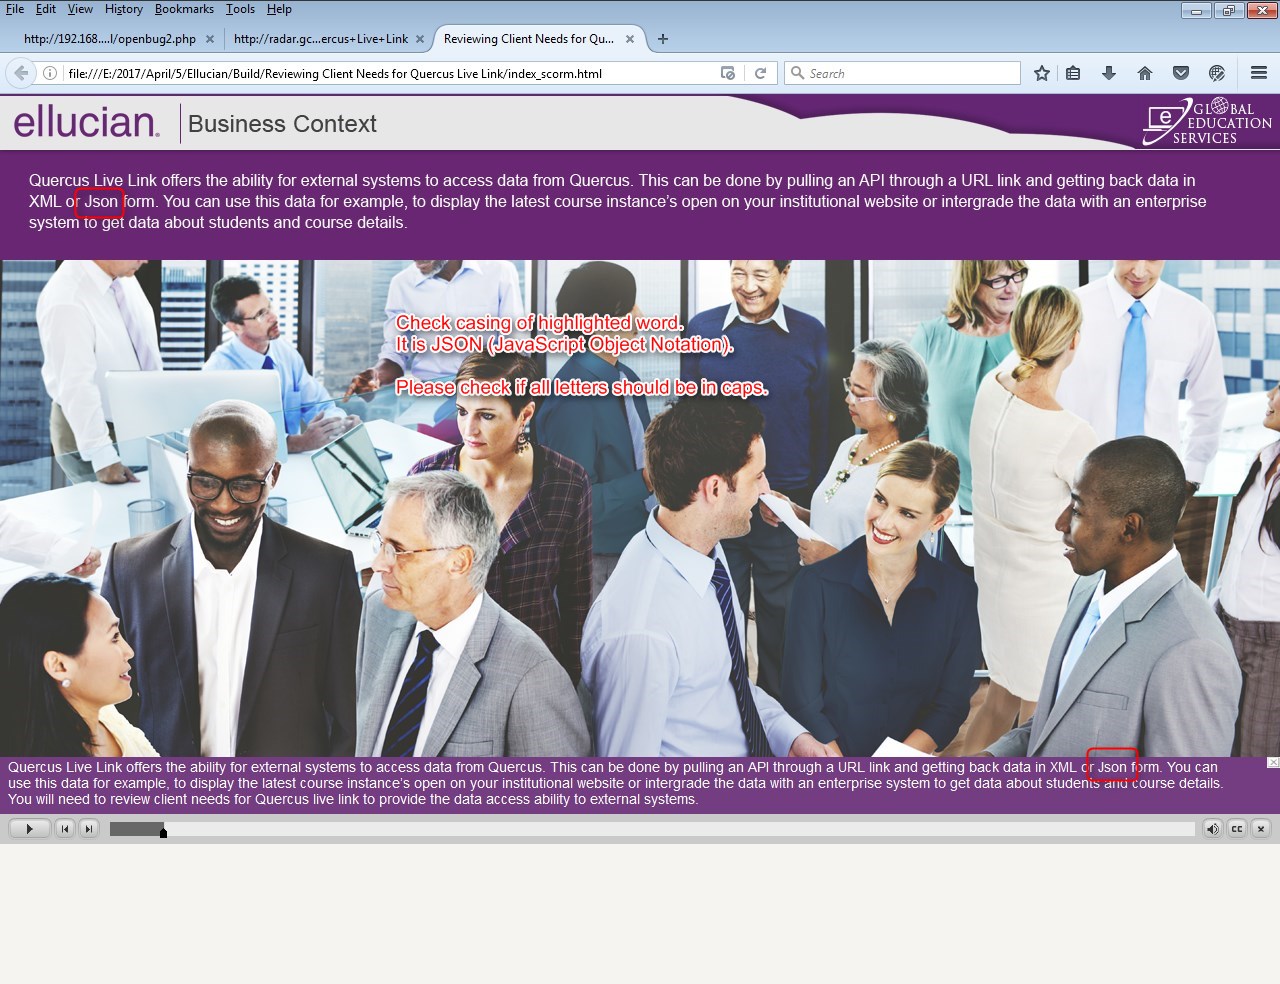 File Edit View History Bookmarks Tools Help
http://192.168....l/openbug2.php
http://radar.gc...ercus+Live+Link
Reviewing Client Needs for Qu...
file:///E:/2017/April/5/Ellucian/Build/Reviewing Client Needs for Quercus Live Link/index_scorm.html
Search
ellucian.
Business Context
e
GLOBAL
EDUCATION
SERVICES
Quercus Live Link offers the ability for external systems to access data from Quercus. This can be done by pulling an API through a URL link and getting back data in
XML or Json form. You can use this data for example, to display the latest course instance's open on your institutional website or intergrade the data with an enterprise
system to get data about students and course details.
Check casing of highlighted word.
It is JSON (JavaScript Object Notation).
Please check if all letters should be in caps.
Quercus Live Link offers the ability for external systems to access data from Quercus. This can be done by pulling an API through a URL link and getting back data in XML or Json form. You can
use this data for example, to display the latest course instance's open on your institutional website or intergrade the data with an enterprise system to get data about students and course details.
You will need to review client needs for Quercus live link to provide the data access ability to external systems.
CC